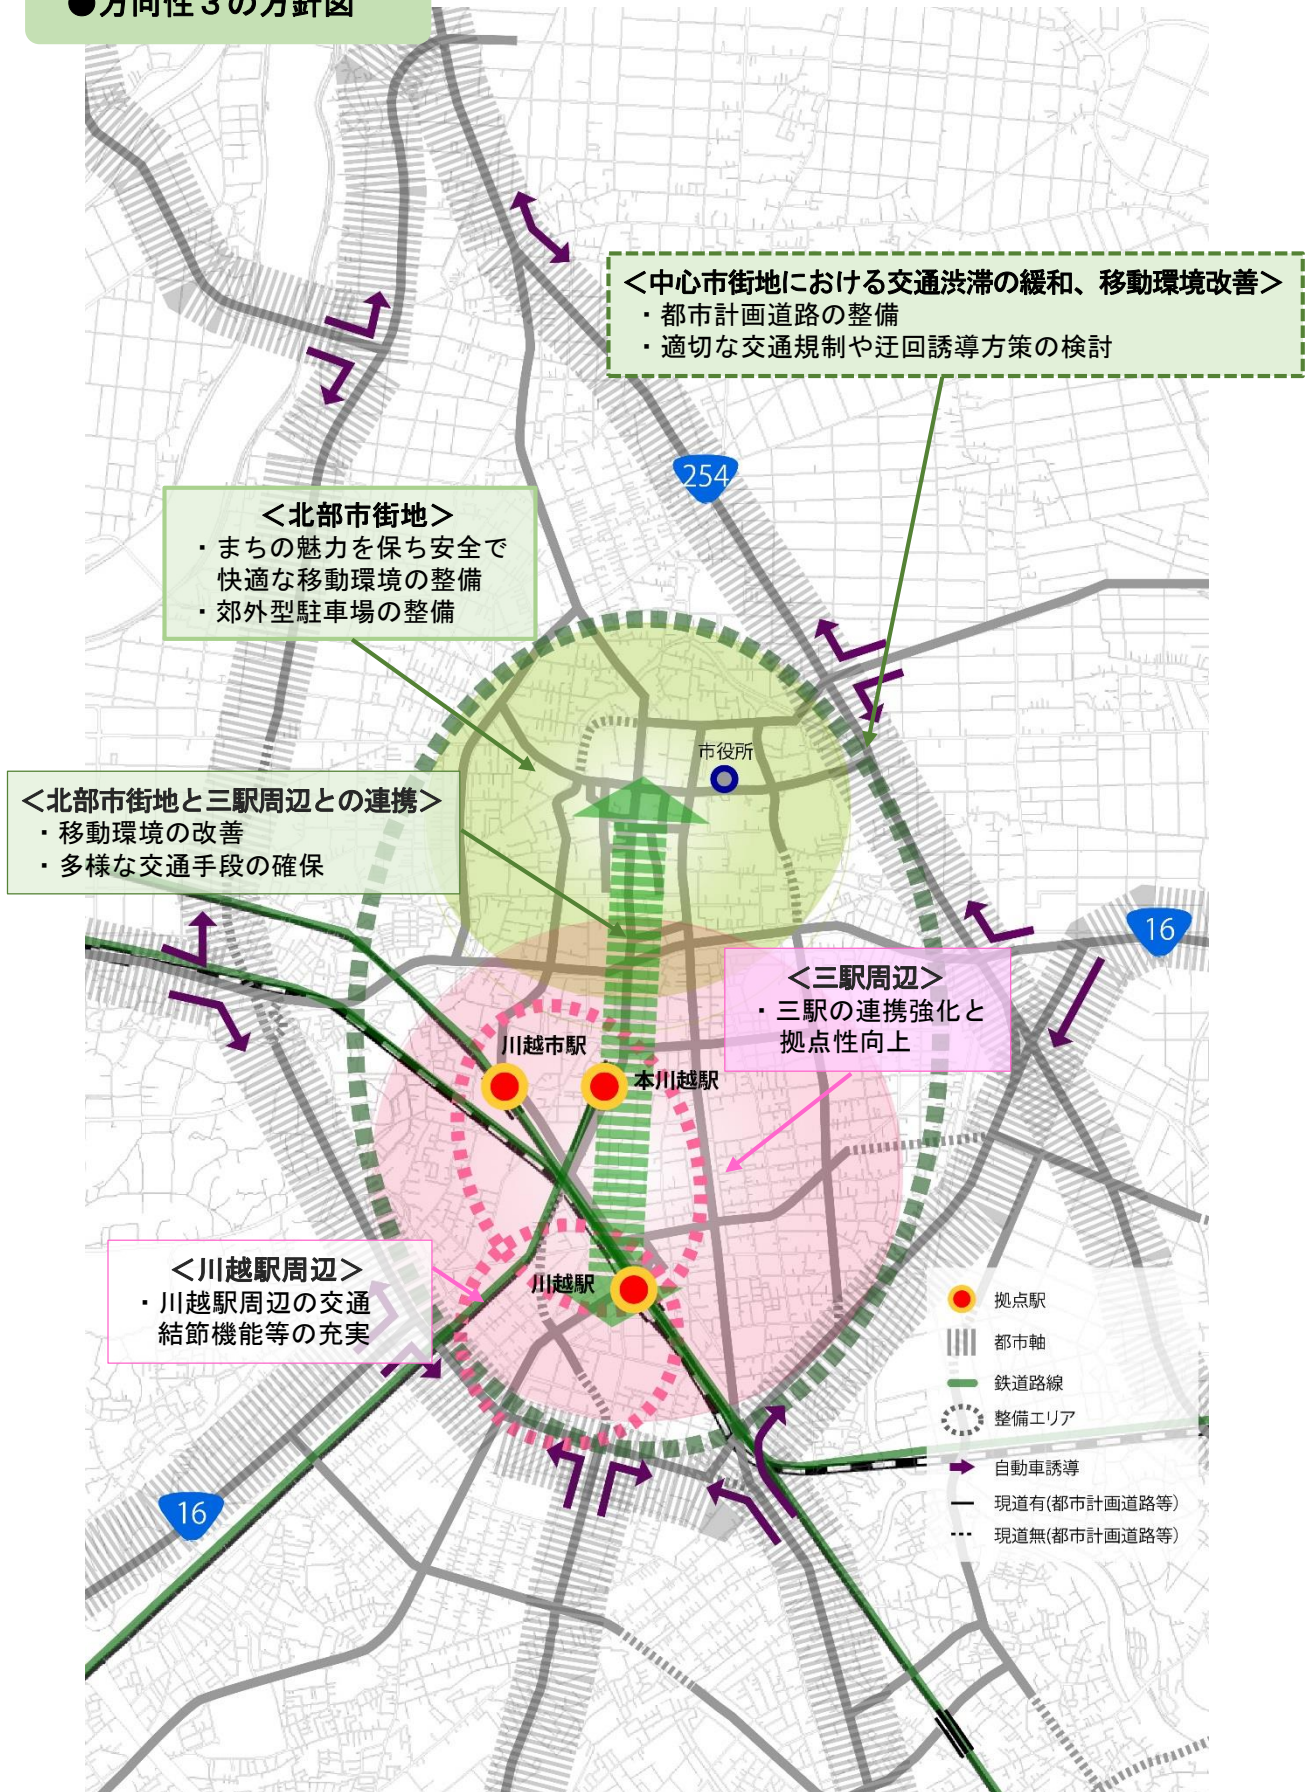 ●方向性３の方針図
＜中心市街地における交通渋滞の緩和、移動環境改善＞
・都市計画道路の整備
・適切な交通規制や迂回誘導方策の検討
254
＜北部市街地＞
・まちの魅力を保ち安全で
快適な移動環境の整備
・郊外型駐車場の整備
市役所
＜北部市街地と三駅周辺との連携＞
・移動環境の改善
・多様な交通手段の確保
16
＜三駅周辺＞
・三駅の連携強化と
拠点性向上
川越市駅
本川越駅
＜川越駅周辺＞
・川越駅周辺の交通
結節機能等の充実
川越駅
拠点駅
都市軸
鉄道路線
整備エリア
自動車誘導
現道有(都市計画道路等)
現道無(都市計画道路等)
16